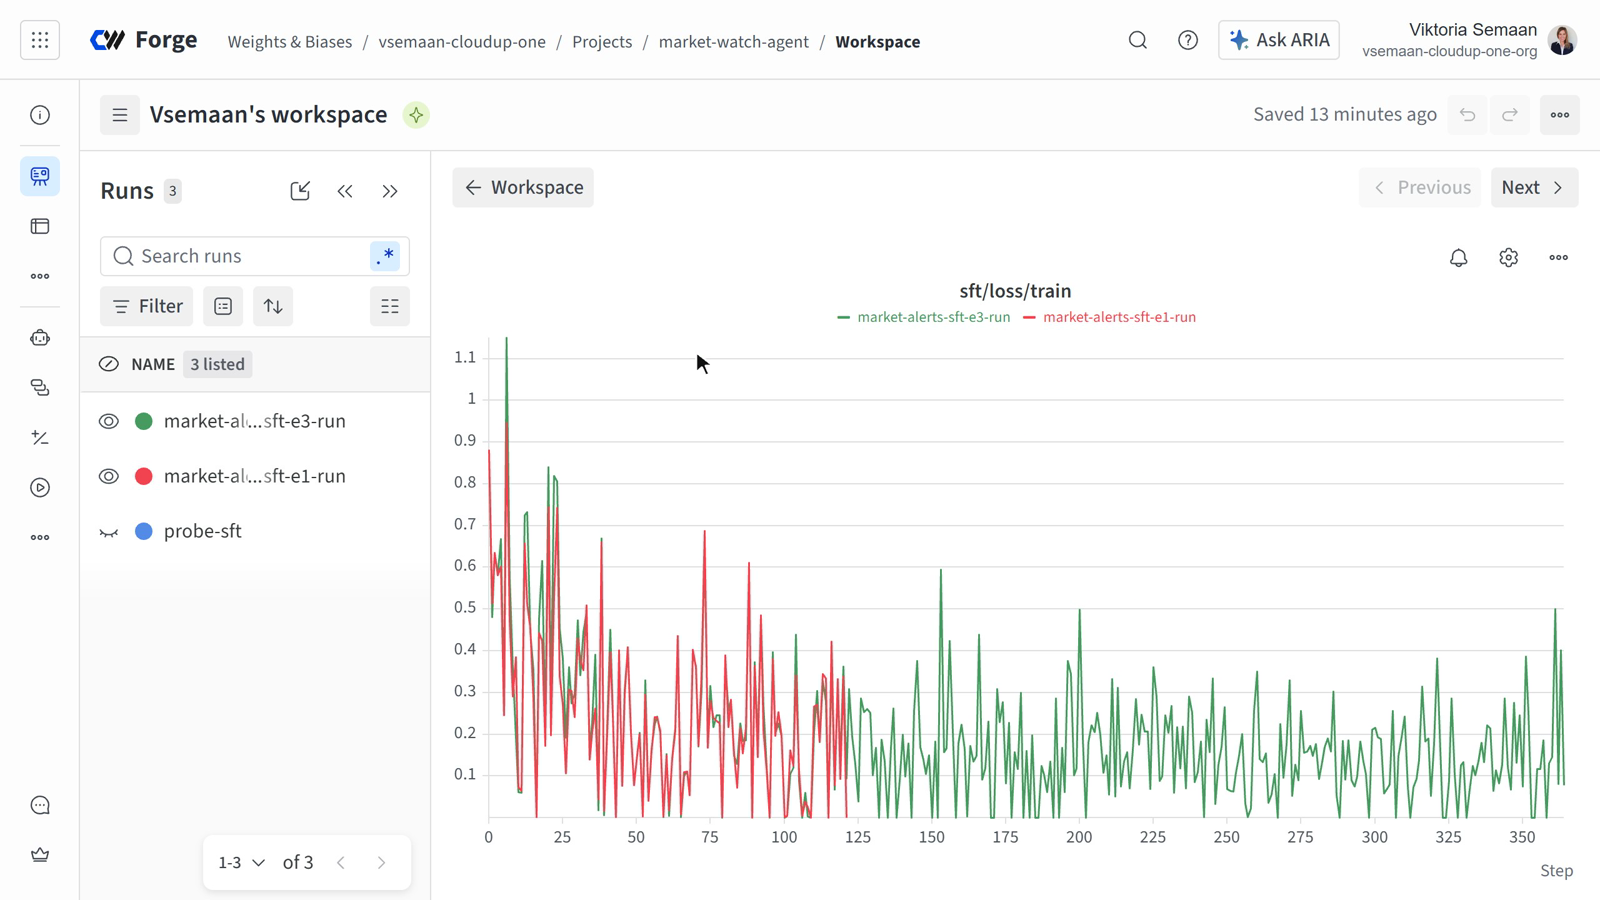 Forge
Weights & Biases / vsemaan-cloudup-one / Projects / market-watch-agent / Workspace
Ask ARIA
Viktoria Semaan
vsemaan-cloudup-one-org
Vsemaan's workspace
Saved 13 minutes ago
Runs 3
Workspace
Previous
Next
Search runs
.*
Filter
NAME 3 listed
market-al...sft-e3-run
market-al...sft-e1-run
probe-sft
1-3 of 3
sft/loss/train
market-alerts-sft-e3-run market-alerts-sft-e1-run
1.1
1
0.9
0.8
0.7
0.6
0.5
0.4
0.3
0.2
0.1
0 25 50 75 100 125 150 175 200 225 250 275 300 325 350
Step